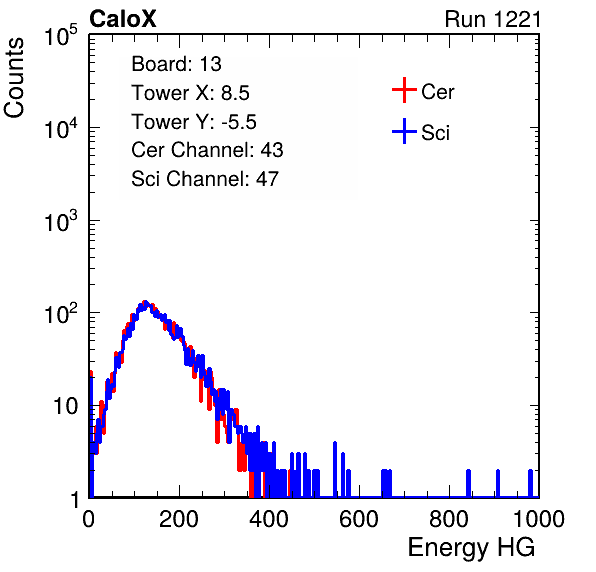 CaloX Run 1221
Counts
Board: 13
Tower X: 8.5
Tower Y: -5.5
Cer Channel: 43
Sci Channel: 47
Cer
Sci
10^5
10^4
10^3
10^2
10
1
0 200 400 600 800 1000
Energy HG